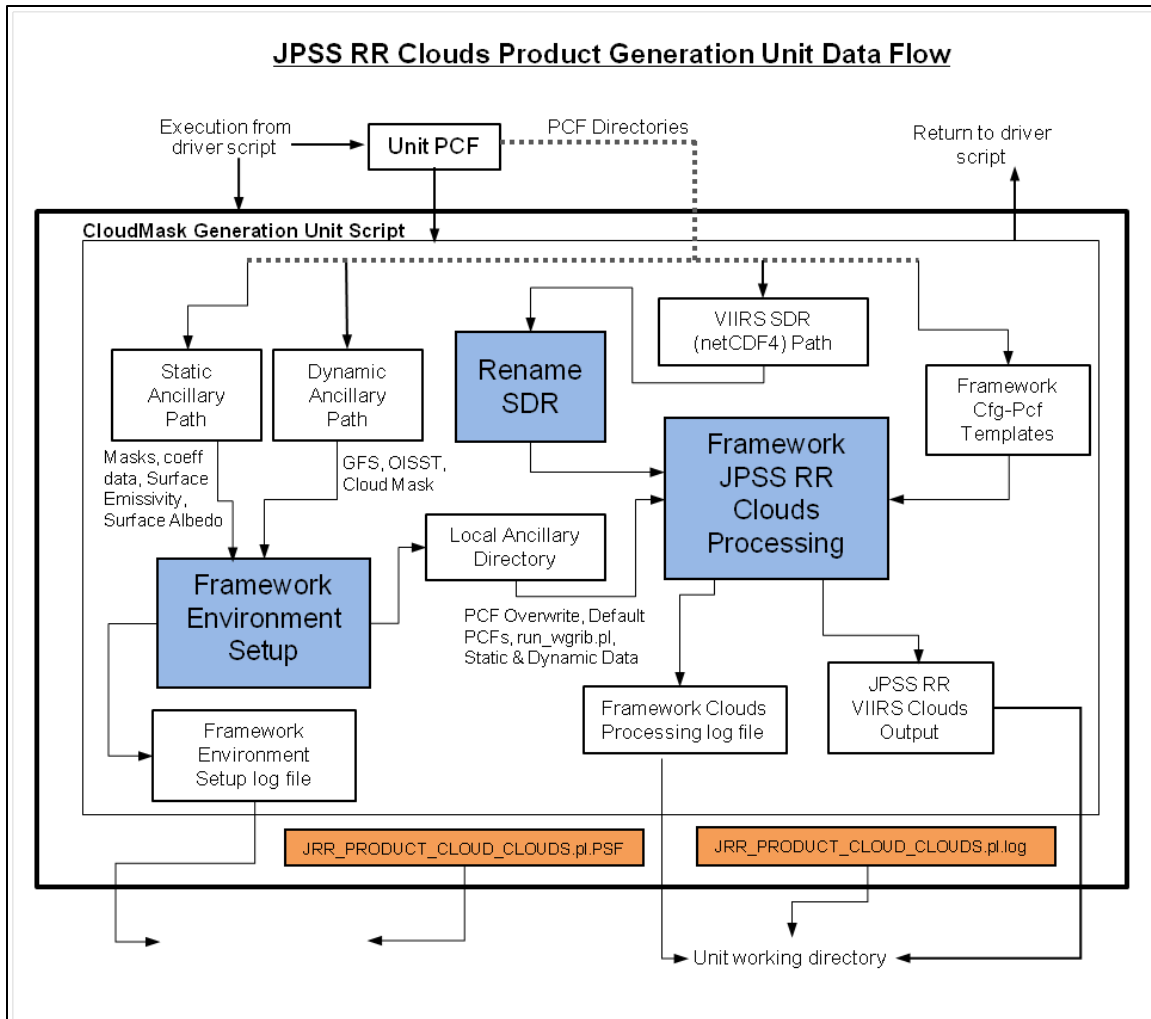 JPSS RR Clouds Product Generation Unit Data Flow
Execution from
driver script
Unit PCF
PCF Directories
Return to driver
script
CloudMask Generation Unit Script
Static
Ancillary
Path
Dynamic
Ancillary
Path
Rename
SDR
VIIRS SDR
(netCDF4) Path
Framework
Cfg-Pcf
Templates
Masks, coeff
data, Surface
Emissivity,
Surface Albedo
GFS, OISST,
Cloud Mask
Framework
JPSS RR
Clouds
Processing
Local Ancillary
Directory
Framework
Environment
Setup
PCF Overwrite, Default
PCFs, run_wgrib.pl,
Static & Dynamic Data
Framework
Environment
Setup log file
Framework Clouds
Processing log file
JPSS RR
VIIRS Clouds
Output
JRR_PRODUCT_CLOUD_CLOUDS.pl.PSF
JRR_PRODUCT_CLOUD_CLOUDS.pl.log
Unit working directory